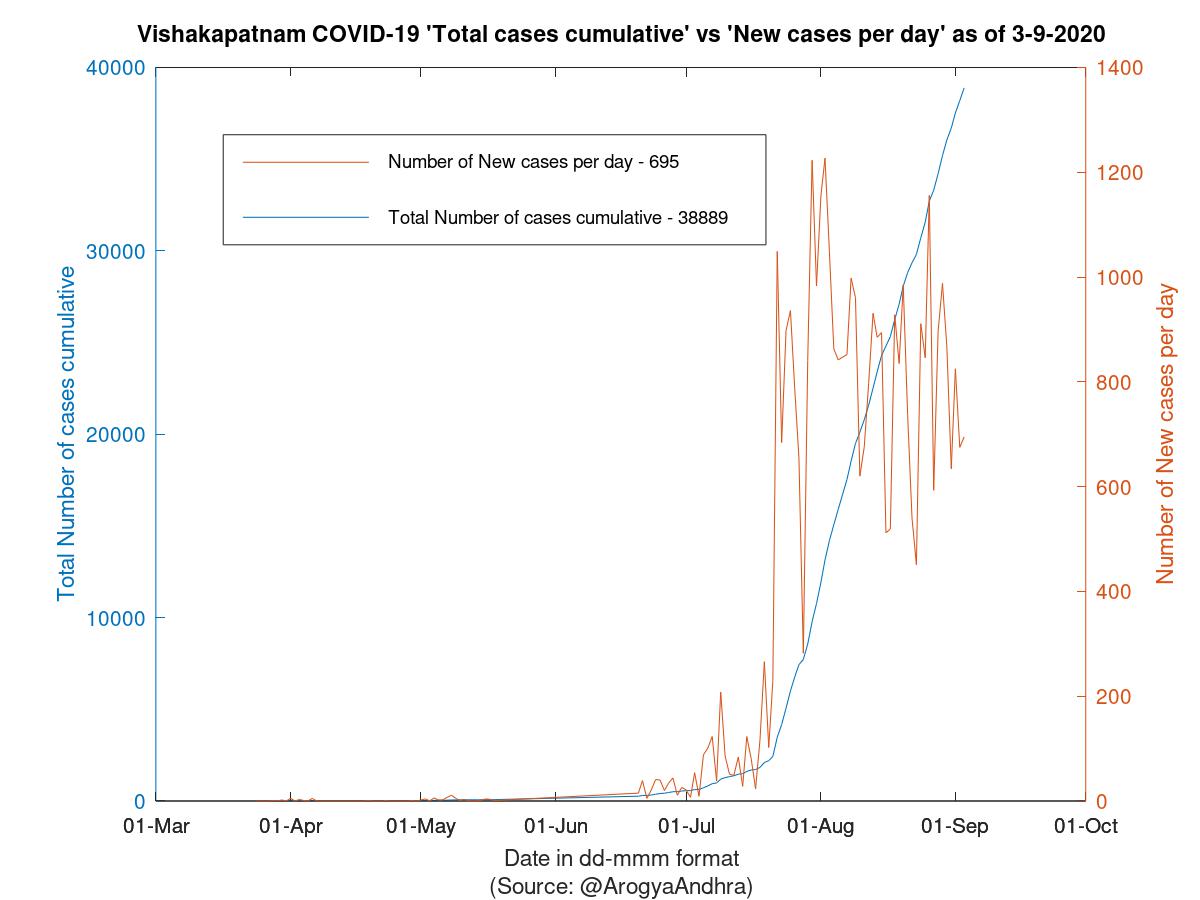 Vishakapatnam COVID-19 'Total cases cumulative' vs 'New cases per day' as of 3-9-2020
40000
30000
20000
10000
0
Total Number of cases cumulative
Number of New cases per day - 695
Total Number of cases cumulative - 38889
1400
1200
1000
800
600
400
200
0
Number of New cases per day
01-Mar 01-Apr 01-May 01-Jun 01-Jul 01-Aug 01-Sep 01-Oct
Date in dd-mmm format
(Source: @ArogyaAndhra)